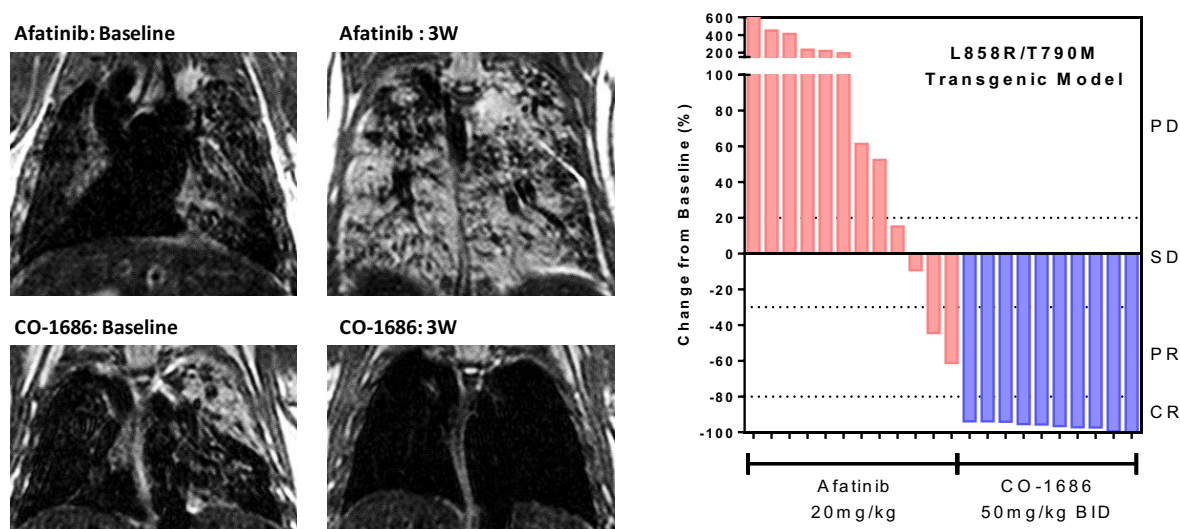 Afatinib: Baseline
Afatinib : 3W
CO-1686: Baseline
CO-1686: 3W
Change from Baseline (%)
600
400
200
100
80
60
40
20
0
-20
-40
-60
-80
-100
L858R/T790M
Transgenic Model
PD
SD
PR
CR
Afatinib
20mg/kg
CO-1686
50mg/kg BID